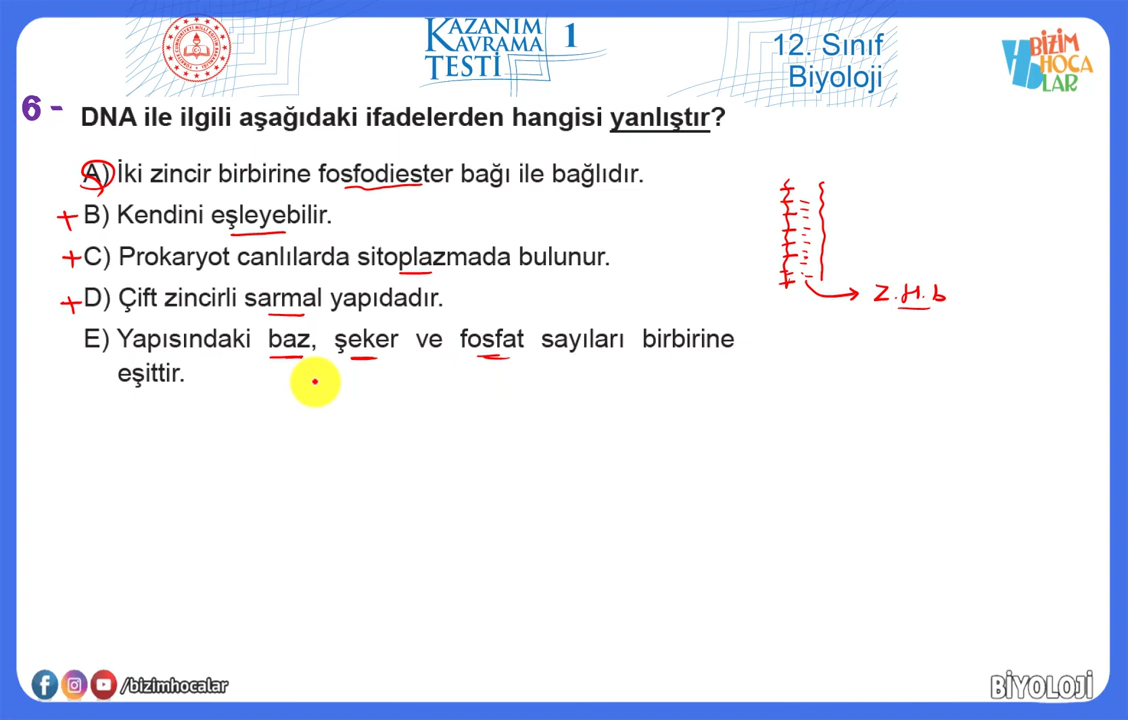 KAZANIM
KAVRAMA
TESTİ
1
12. Sınıf
Biyoloji
BİZİM
HOCA
LAR
6-
DNA ile ilgili aşağıdaki ifadelerden hangisi yanlıştır?
A) İki zincir birbirine fosfodiester bağı ile bağlıdır.
+ B) Kendini eşleyebilir.
+ C) Prokaryot canlılarda sitoplazmada bulunur.
+ D) Çift zincirli sarmal yapıdadır.
E) Yapısındaki baz, şeker ve fosfat sayıları birbirine
eşittir.
Z.H.b
/bizimhocalar
BİYOLOJİ